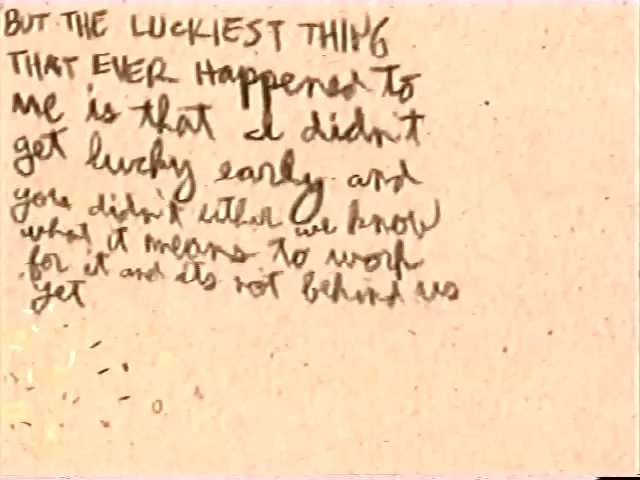 BUT THE LUCKIEST THING
THAT EVER Happened to
me is that I didn't
get lucky early and
you didn't either we know
what it means to work
for it and its not behind us
yet